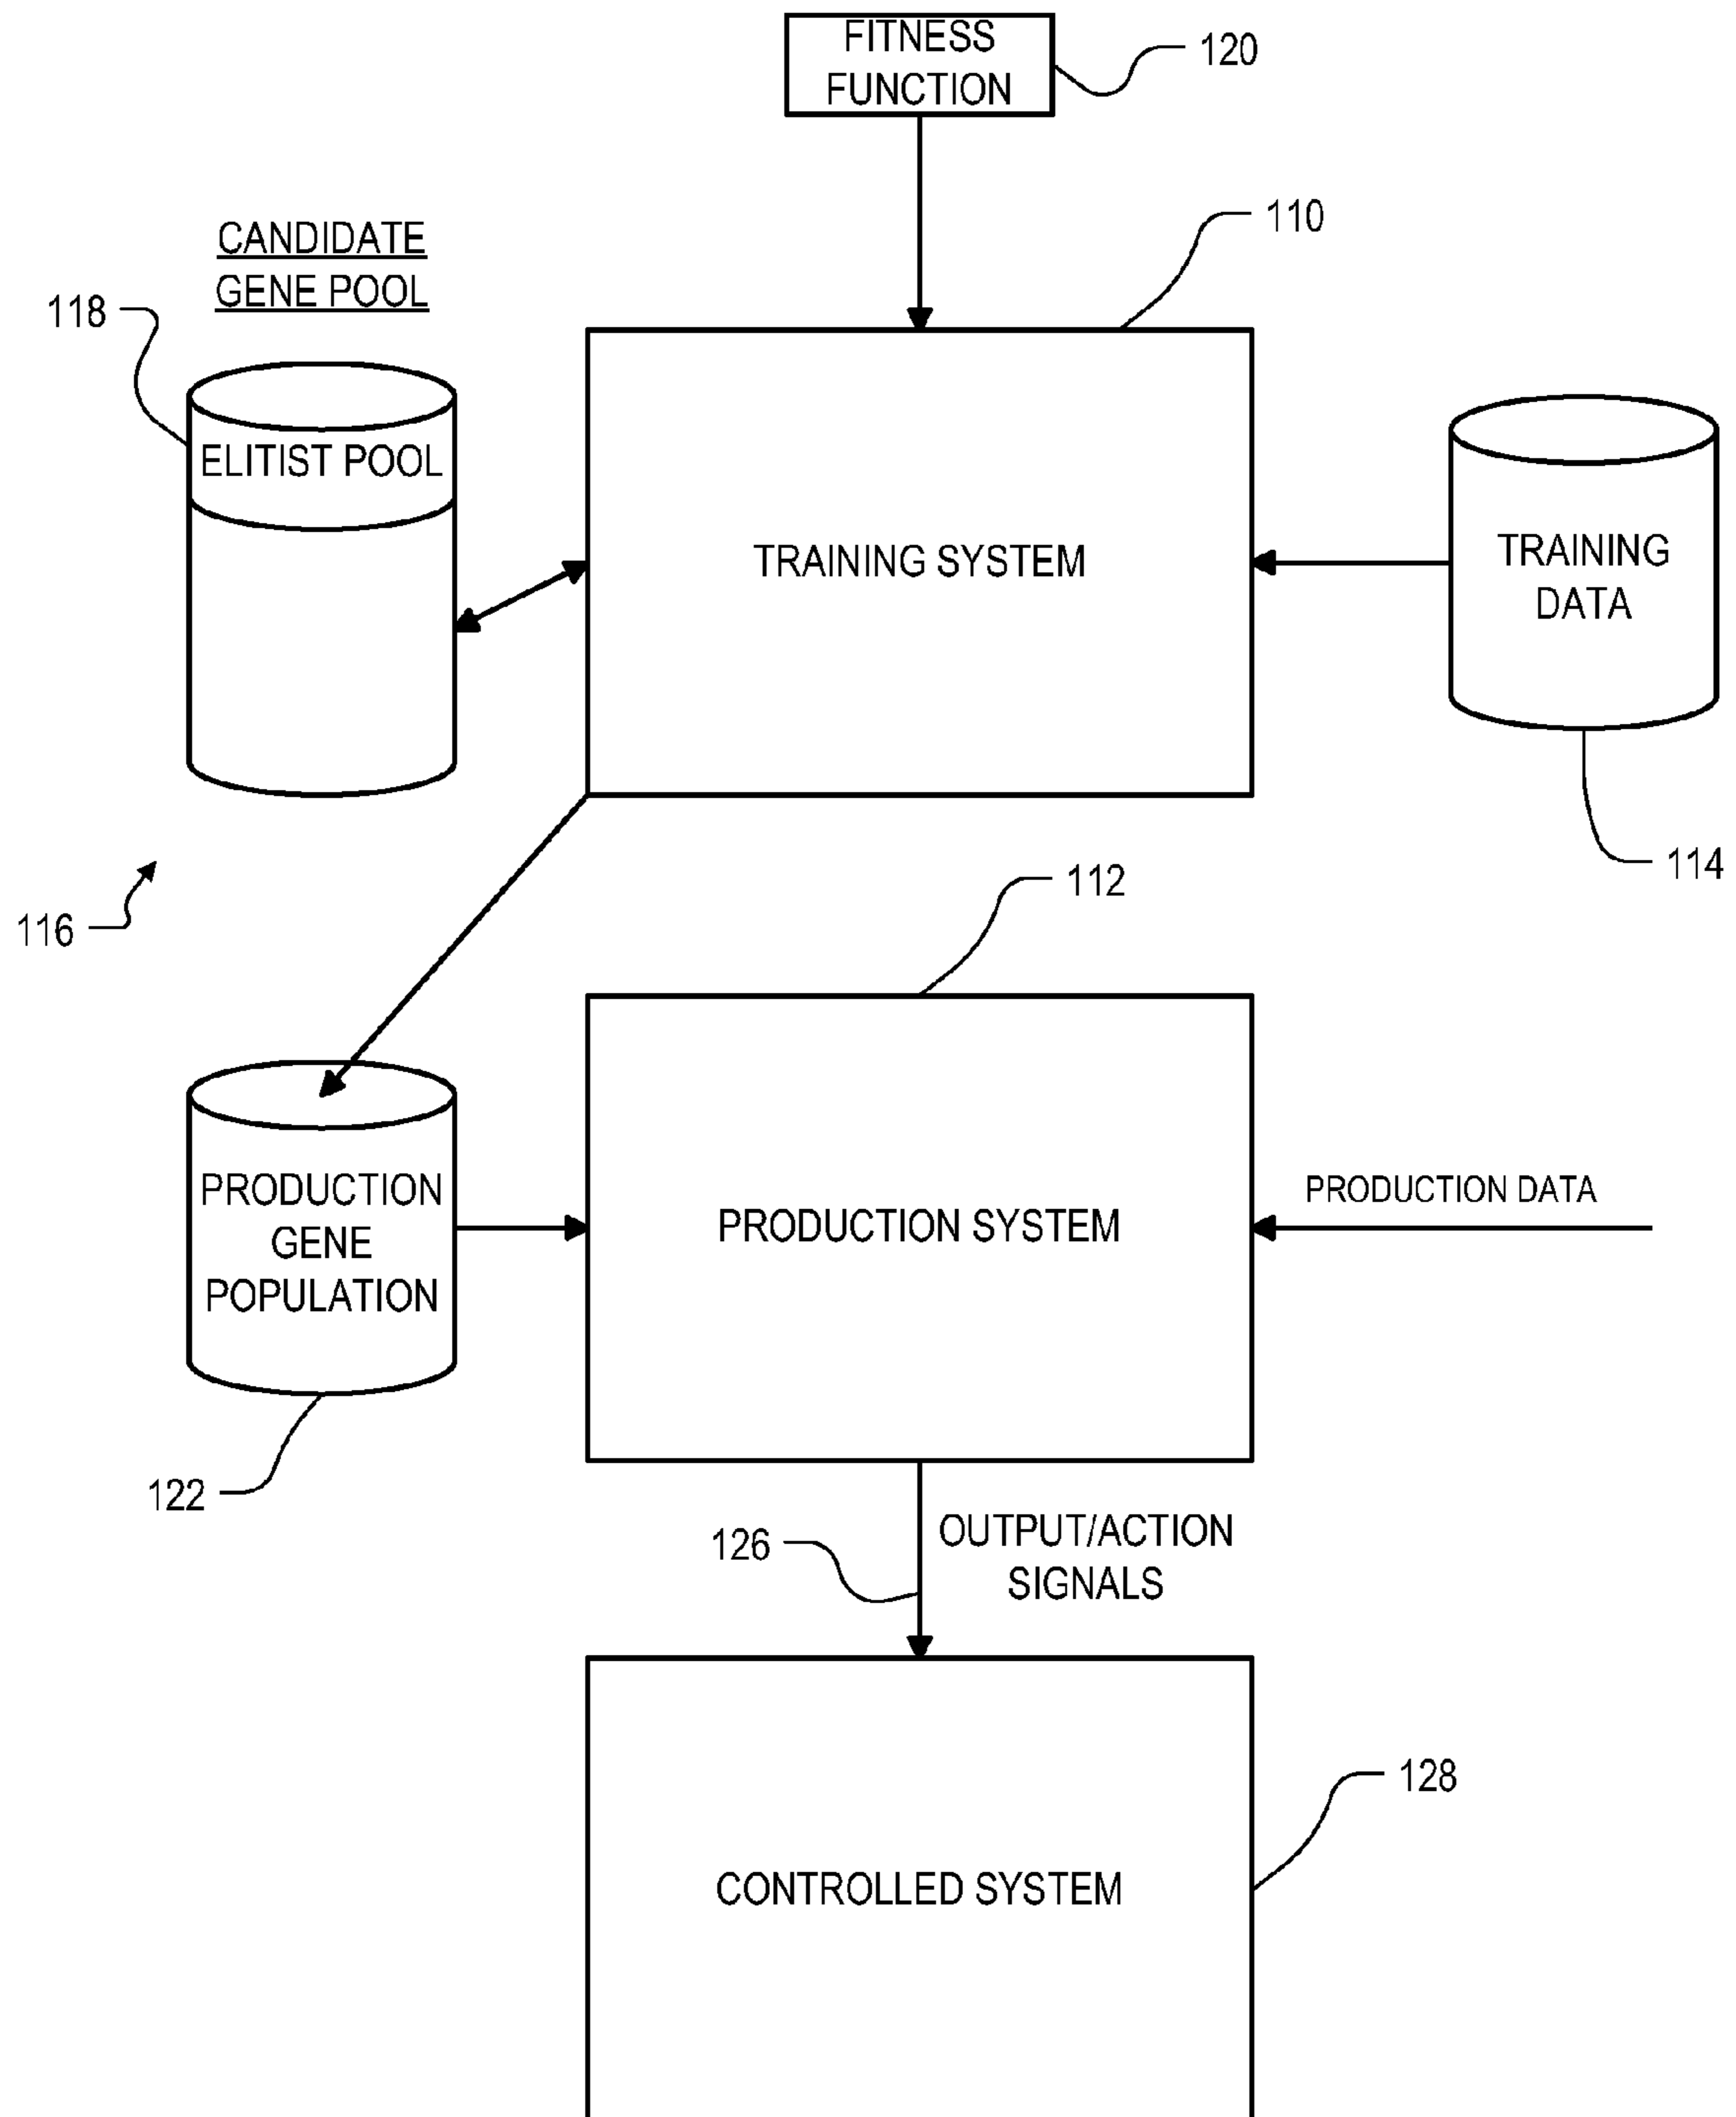 FITNESS
FUNCTION
120
110
CANDIDATE
GENE POOL
118
ELITIST POOL
TRAINING SYSTEM
TRAINING
DATA
114
116
112
PRODUCTION
GENE
POPULATION
PRODUCTION SYSTEM
PRODUCTION DATA
122
126
OUTPUT/ACTION
SIGNALS
128
CONTROLLED SYSTEM